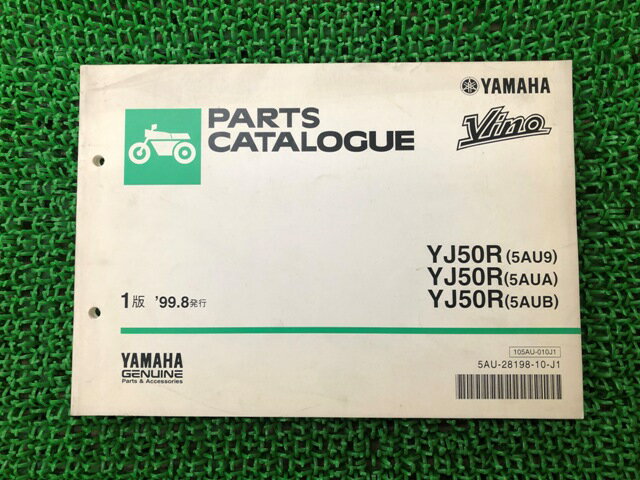 YAMAHA
Vino
PARTS
CATALOGUE
YJ50R (5AU9)
YJ50R (5AUA)
YJ50R (5AUB)
1版 '99.8発行
YAMAHA
GENUINE
Parts & Accessories
105AU-010J1
5AU-28198-10-J1